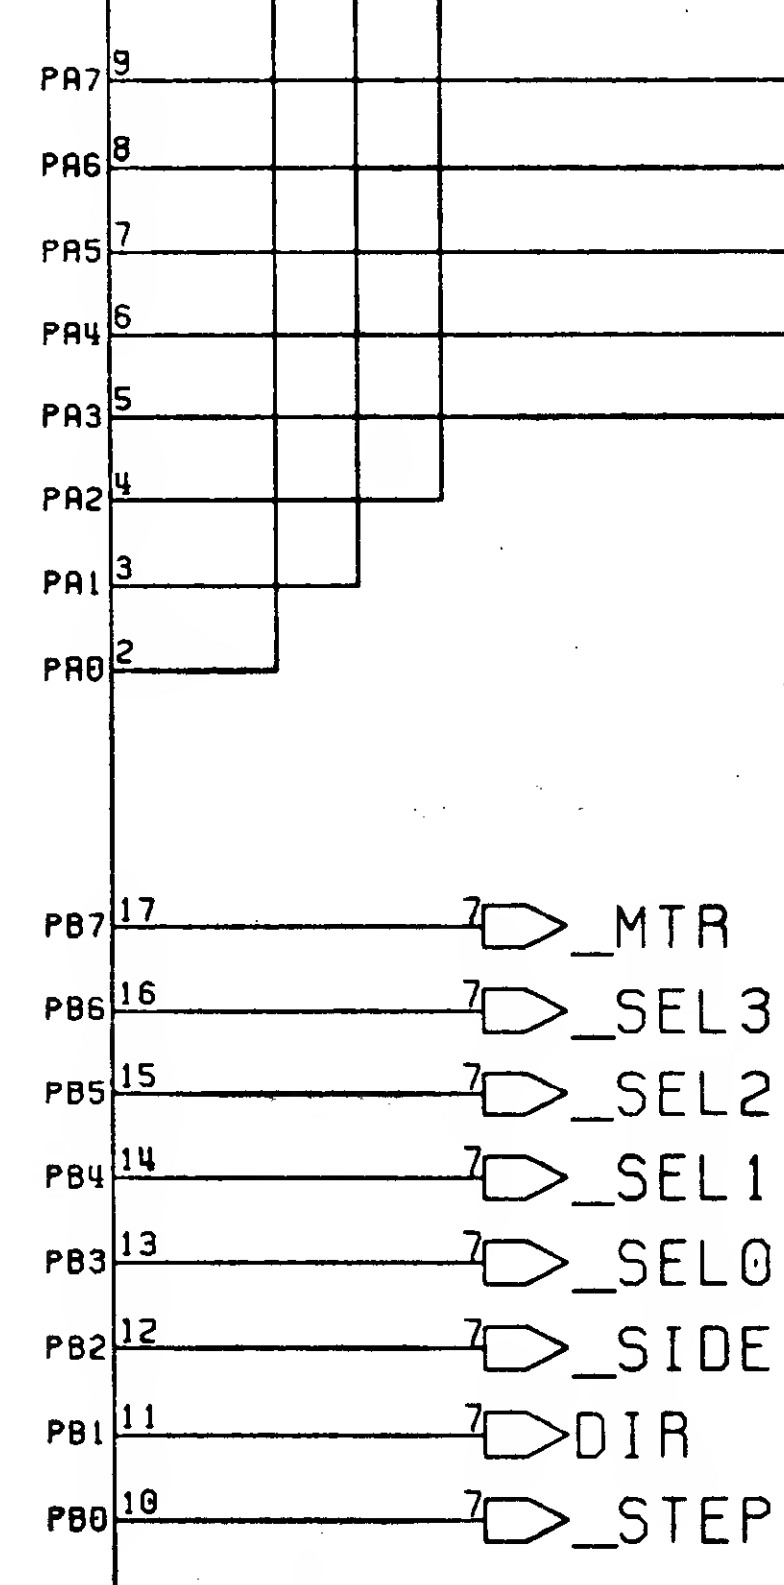 PA7 9
PA6 8
PA5 7
PA4 6
PA3 5
PA2 4
PA1 3
PA0 2
PB7 17 7 _MTR
PB6 16 7 _SEL3
PB5 15 7 _SEL2
PB4 14 7 _SEL1
PB3 13 7 _SEL0
PB2 12 7 _SIDE
PB1 11 7 DIR
PB0 10 7 _STEP